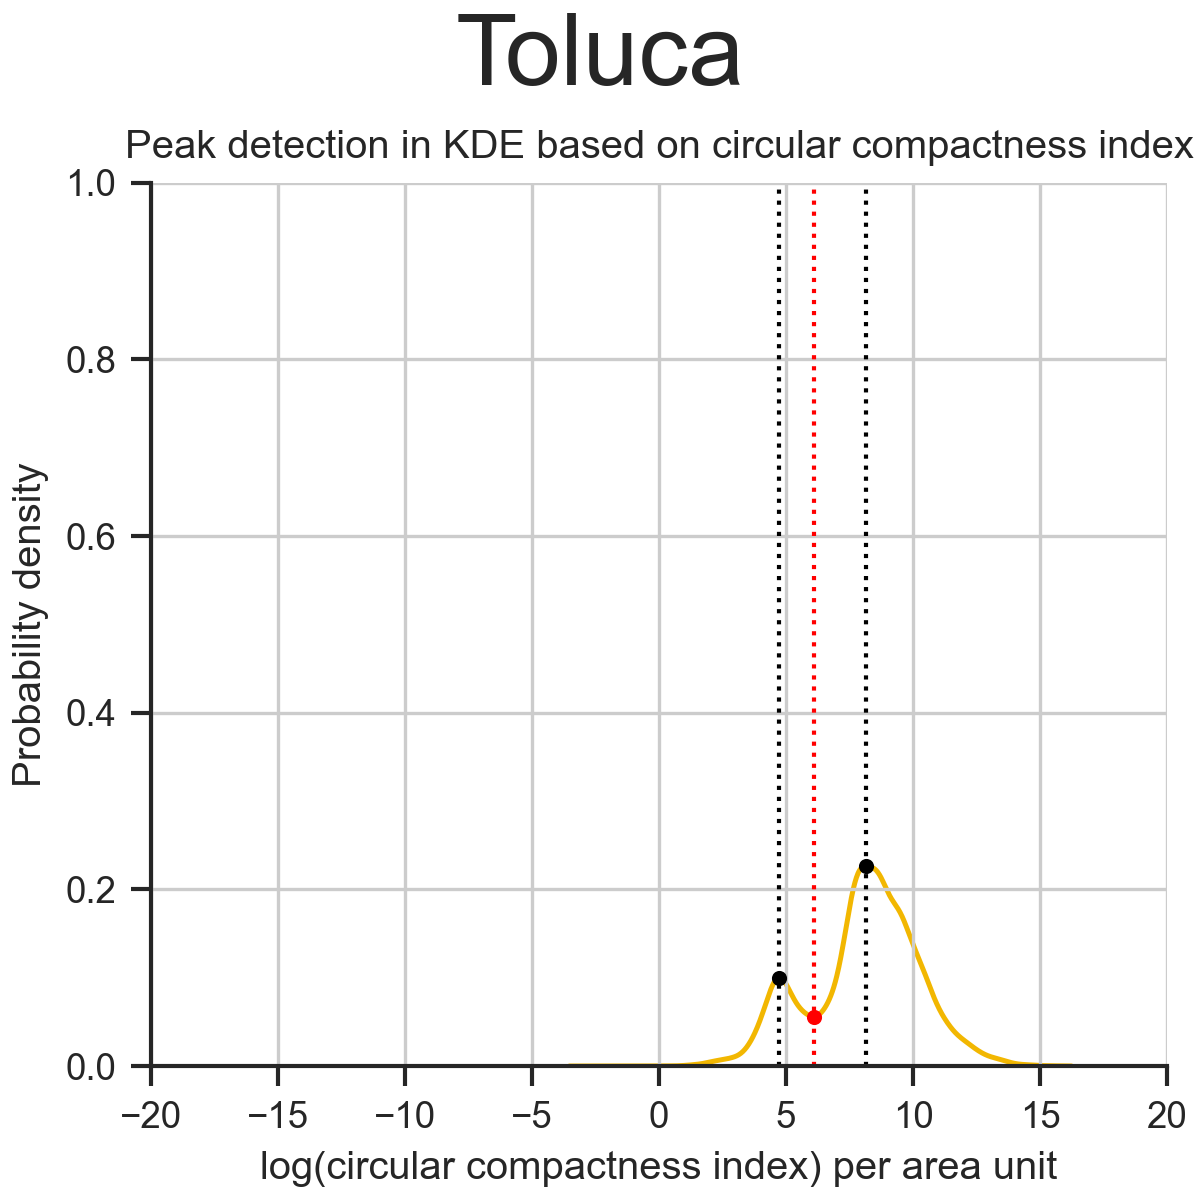 Toluca
Peak detection in KDE based on circular compactness index
1.0
0.8
0.6
0.4
0.2
0.0
Probability density
−20 −15 −10 −5 0 5 10 15 20
log(circular compactness index) per area unit